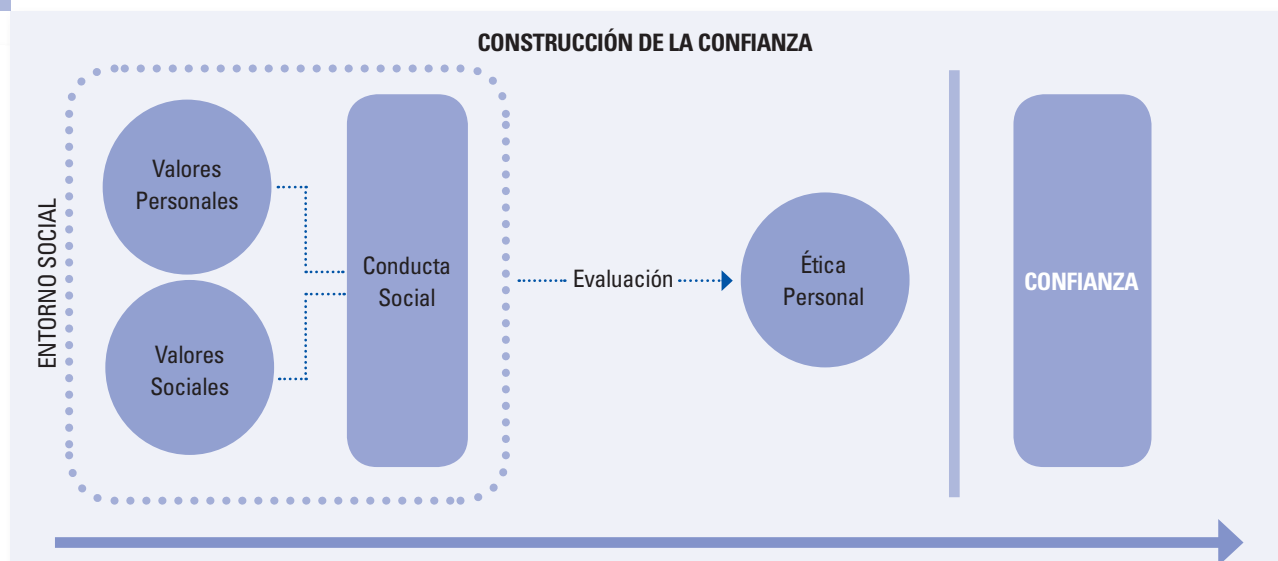 CONSTRUCCIÓN DE LA CONFIANZA
ENTORNO SOCIAL
Valores
Personales
Valores
Sociales
Conducta
Social
Evaluación
Ética
Personal
CONFIANZA